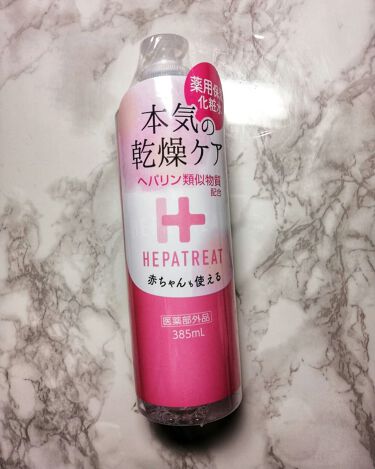 薬用保
化粧水
本気の
乾燥ケア
ヘパリン類似物質
配合
HEPATREAT
赤ちゃんも使える
医薬部外品
385mL